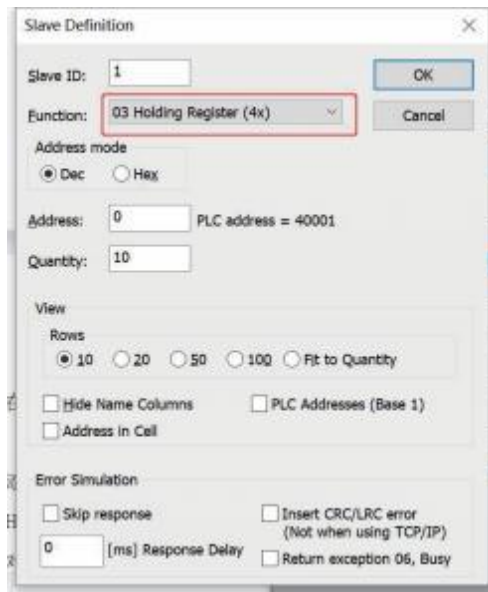 Slave Definition
Slave ID: 1
OK
Function: 03 Holding Register (4x)
Cancel
Address mode
Dec Hex
Address: 0 PLC address = 40001
Quantity: 10
View
Rows
10 20 50 100 Fit to Quantity
Hide Name Columns PLC Addresses (Base 1)
Address in Cell
Error Simulation
Skip response Insert CRC/LRC error
(Not when using TCP/IP)
0 [ms] Response Delay
Return exception 06, Busy